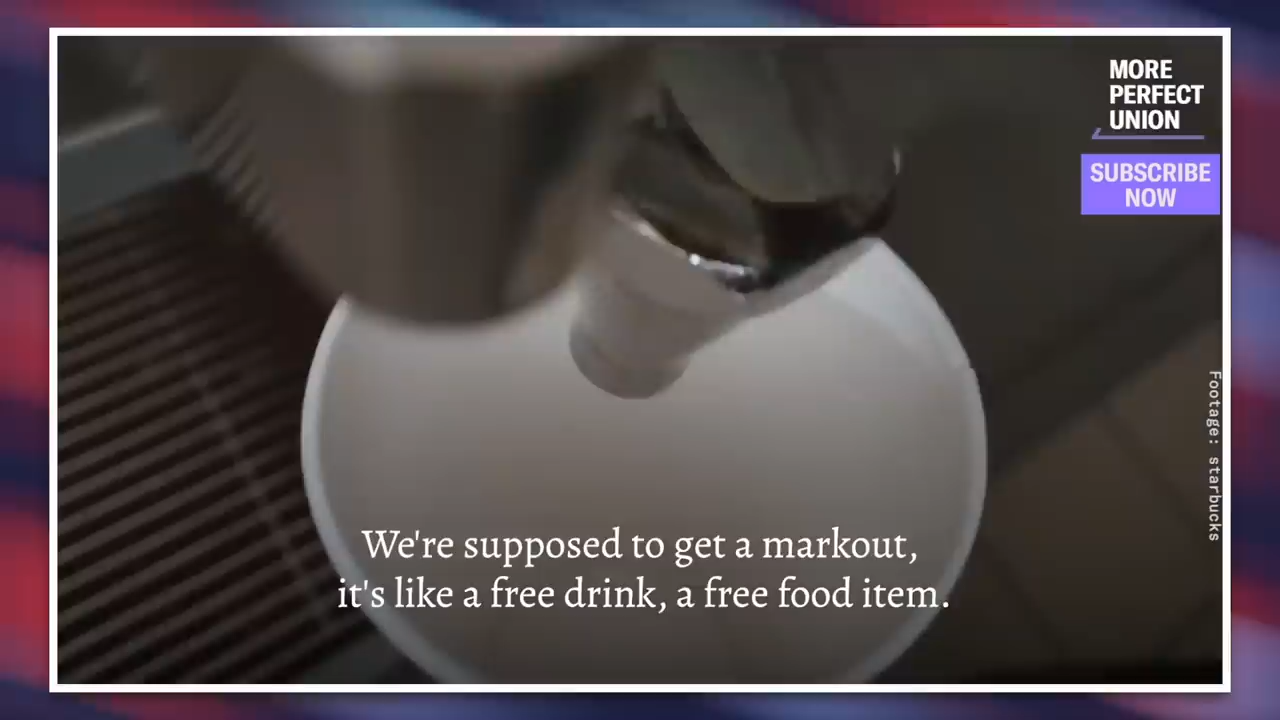 MORE
PERFECT
UNION
SUBSCRIBE
NOW
Footage: starbucks
We're supposed to get a markout,
it's like a free drink, a free food item.